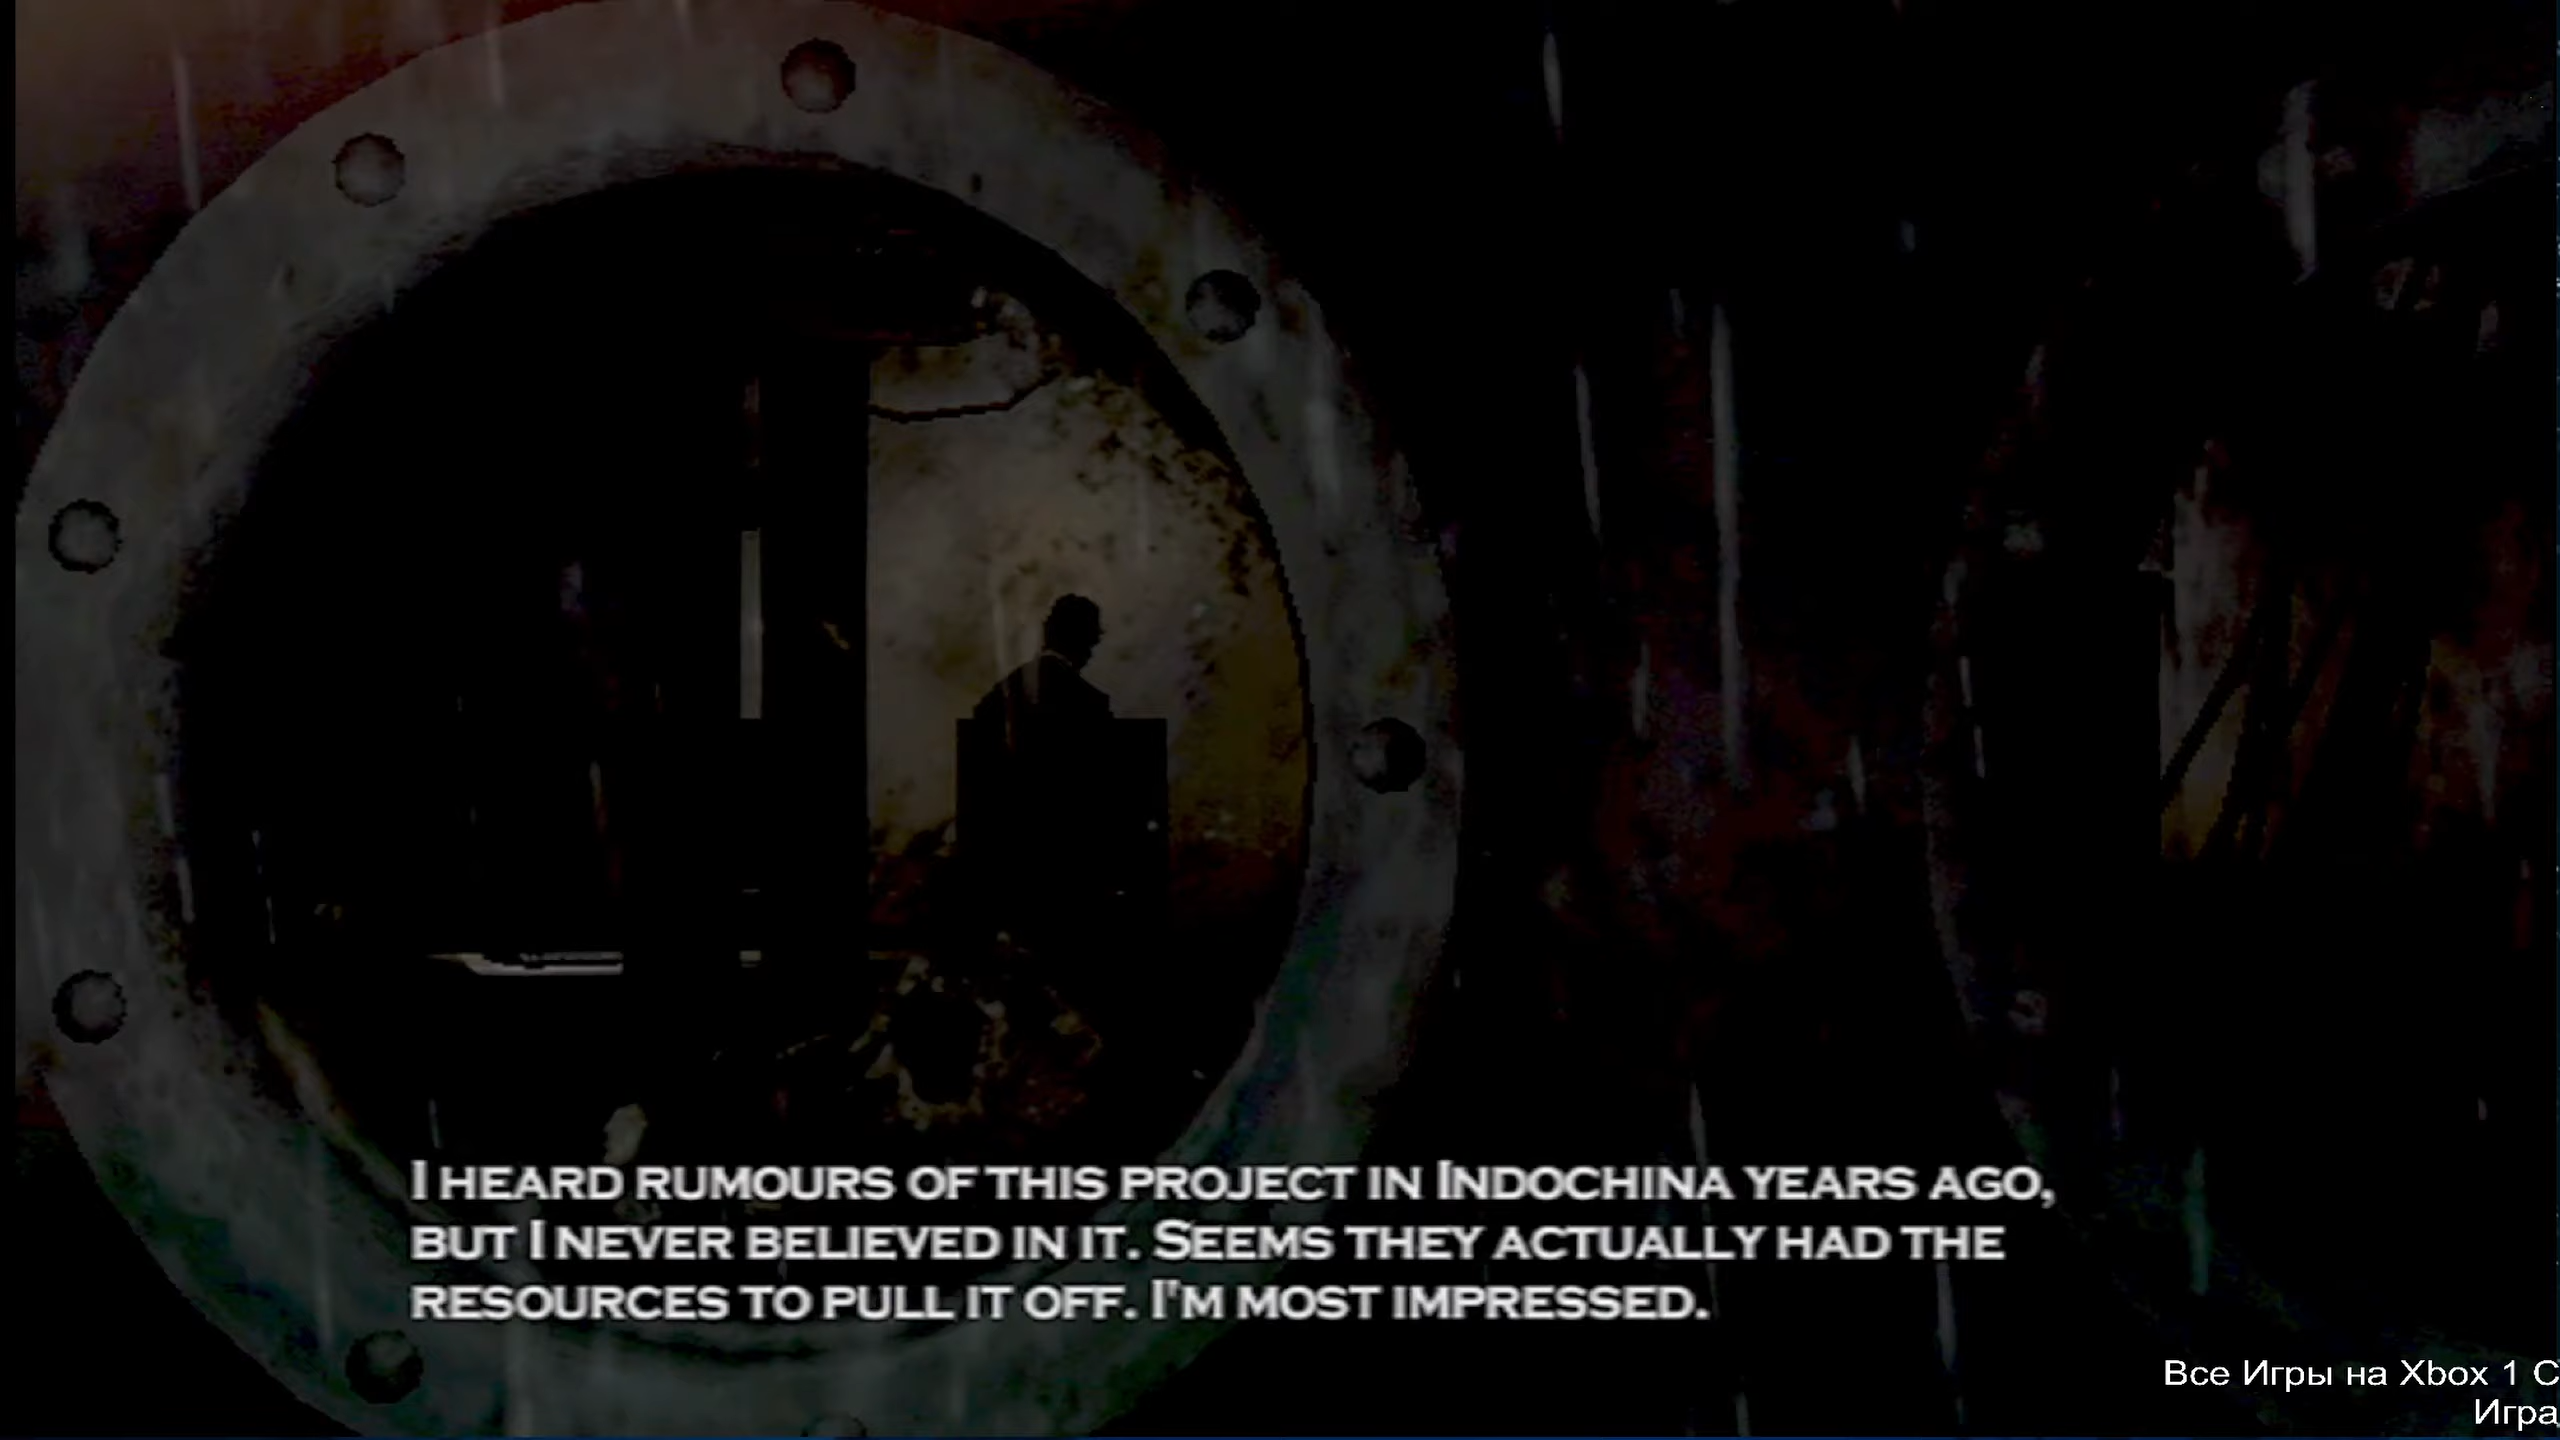 I HEARD RUMOURS OF THIS PROJECT IN INDOCHINA YEARS AGO,
BUT I NEVER BELIEVED IN IT. SEEMS THEY ACTUALLY HAD THE
RESOURCES TO PULL IT OFF. I'M MOST IMPRESSED.
Все Игры на Xbox 1 С
Игра